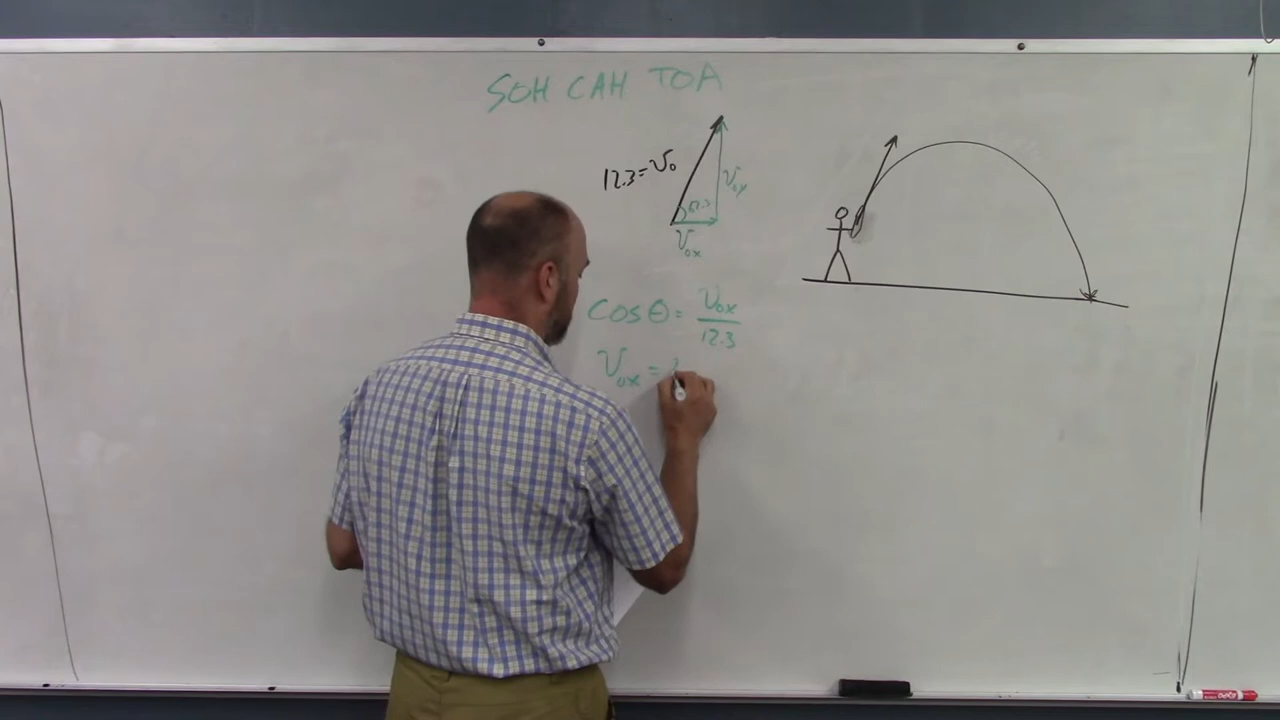 SOH CAH TOA
12.3 = V₀
V₀y
V₀x
cos θ = V₀x / 12.3
V₀x =